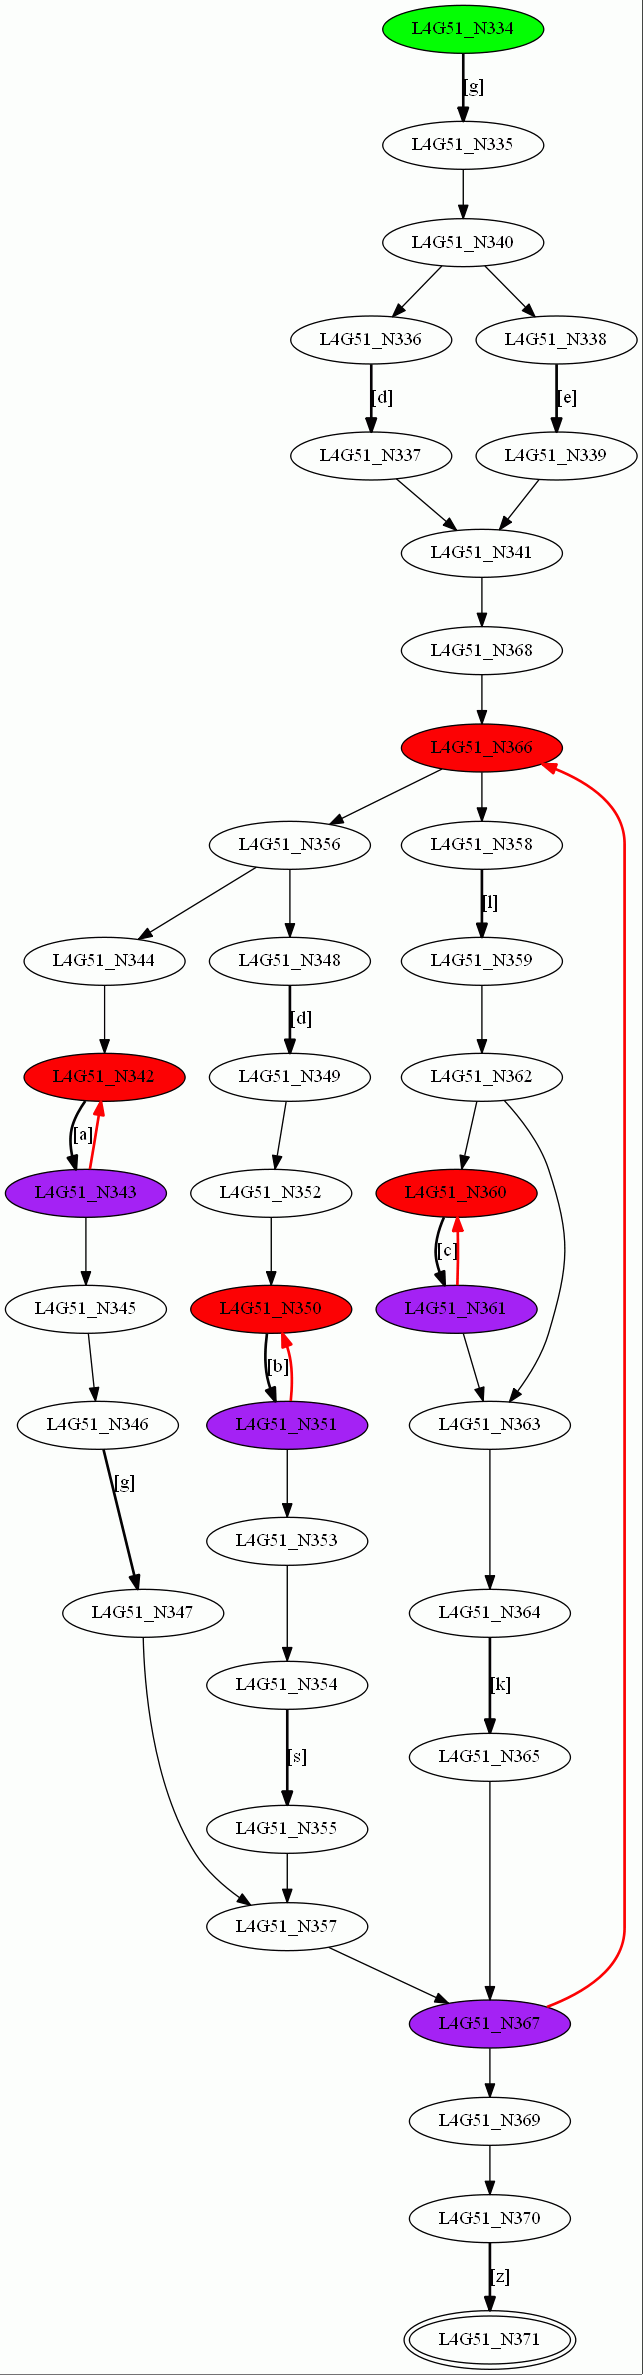 L4G51_N334
[g]
L4G51_N335
L4G51_N340
L4G51_N336 L4G51_N338
[d] [e]
L4G51_N337 L4G51_N339
L4G51_N341
L4G51_N368
L4G51_N366
L4G51_N356 L4G51_N358
[l]
L4G51_N344 L4G51_N348 L4G51_N359
[d]
L4G51_N342 L4G51_N349 L4G51_N362
[a]
L4G51_N343 L4G51_N352 L4G51_N360
[c]
L4G51_N345 L4G51_N350 L4G51_N361
[b]
L4G51_N346 L4G51_N351 L4G51_N363
[g]
L4G51_N353
L4G51_N347 L4G51_N364
L4G51_N354
[k]
[s]
L4G51_N365
L4G51_N355
L4G51_N357
L4G51_N367
L4G51_N369
L4G51_N370
[z]
L4G51_N371